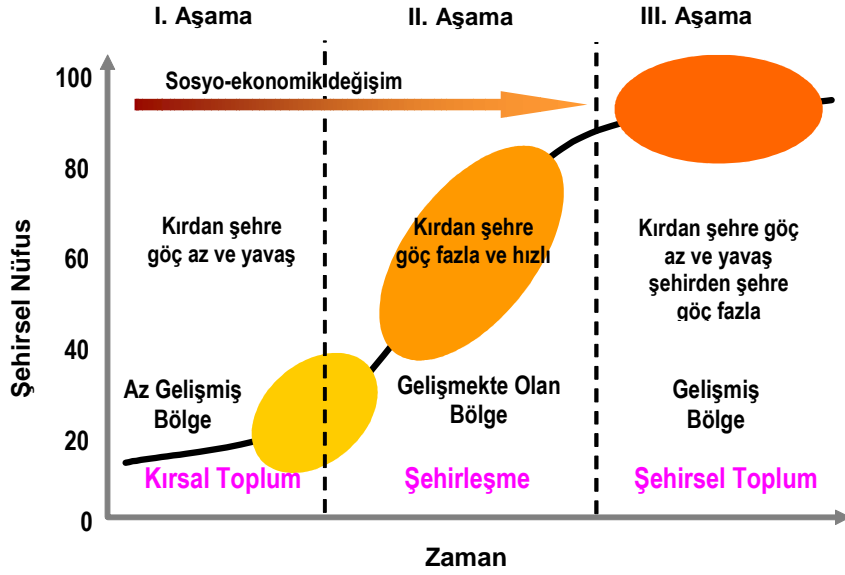 I. Aşama
II. Aşama
III. Aşama
Sosyo-ekonomik değişim
100
80
60
40
20
0
Şehirsel Nüfus
Kırdan şehre
göç az ve yavaş
Kırdan şehre
göç fazla ve hızlı
Kırdan şehre göç
az ve yavaş
şehirden şehre
göç fazla
Az Gelişmiş
Bölge
Gelişmekte Olan
Bölge
Gelişmiş
Bölge
Kırsal Toplum
Şehirleşme
Şehirsel Toplum
Zaman